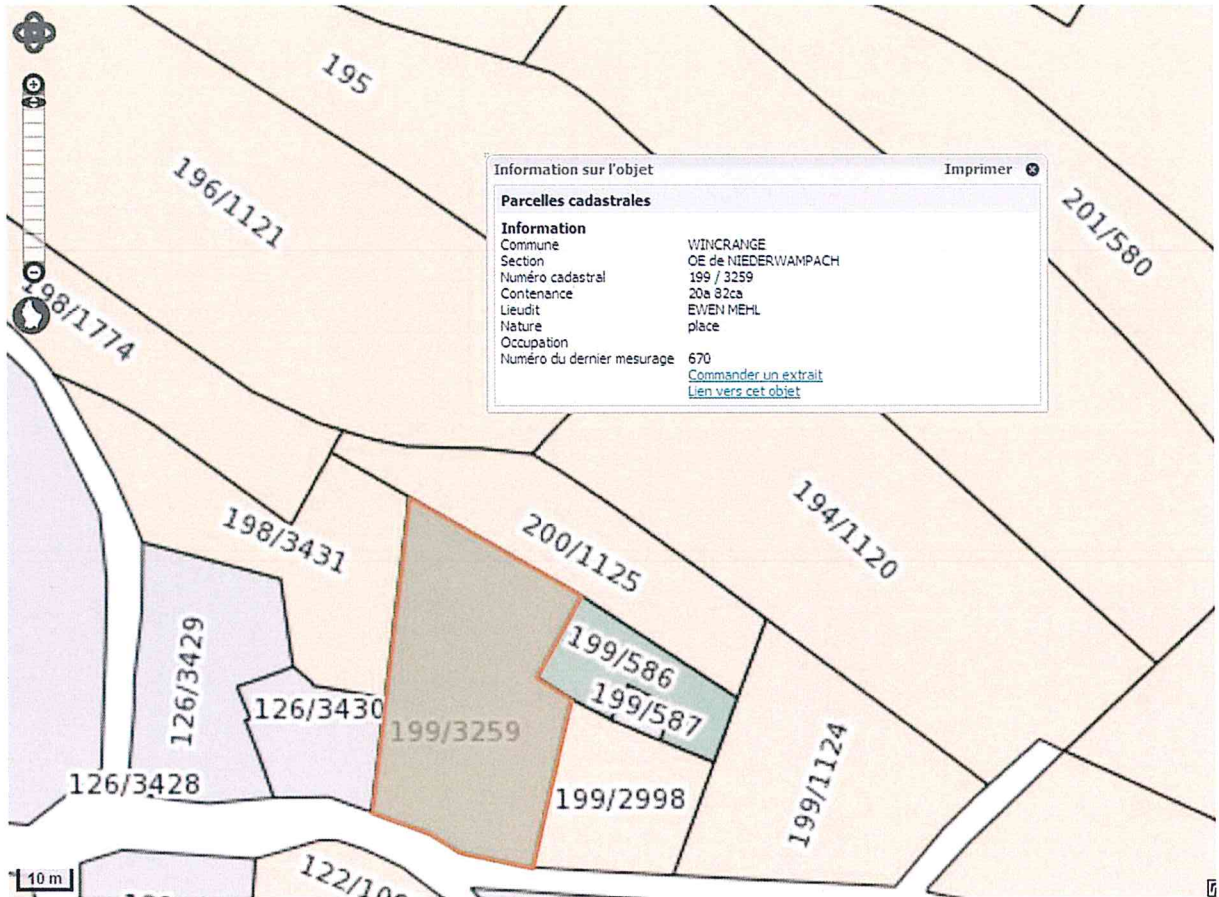 195
196/1121
Information sur l'objet Imprimer
Parcelles cadastrales
Information
Commune WINCRANGE
Section OE de NIEDERWAMPACH
Numéro cadastral 199 / 3259
Contenance 20a 82ca
Lieudit EWEN MEHL
Nature place
Occupation
Numéro du dernier mesurage 670
Commander un extrait
Lien vers cet objet
201/580
198/1774
198/3431
200/1125
194/1120
199/586
199/587
126/3429
126/3430
199/3259
126/3428
199/2998
199/1124
10 m